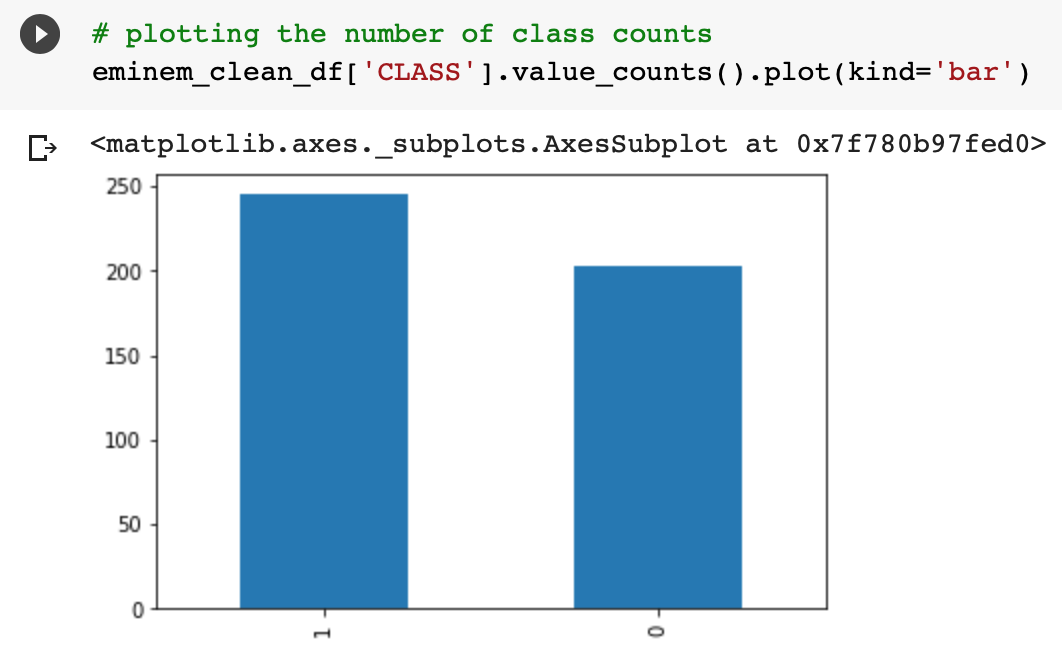 # plotting the number of class counts
eminem_clean_df['CLASS'].value_counts().plot(kind='bar')
<matplotlib.axes._subplots.AxesSubplot at 0x7f780b97fed0>
250
200
150
100
50
0
1
0